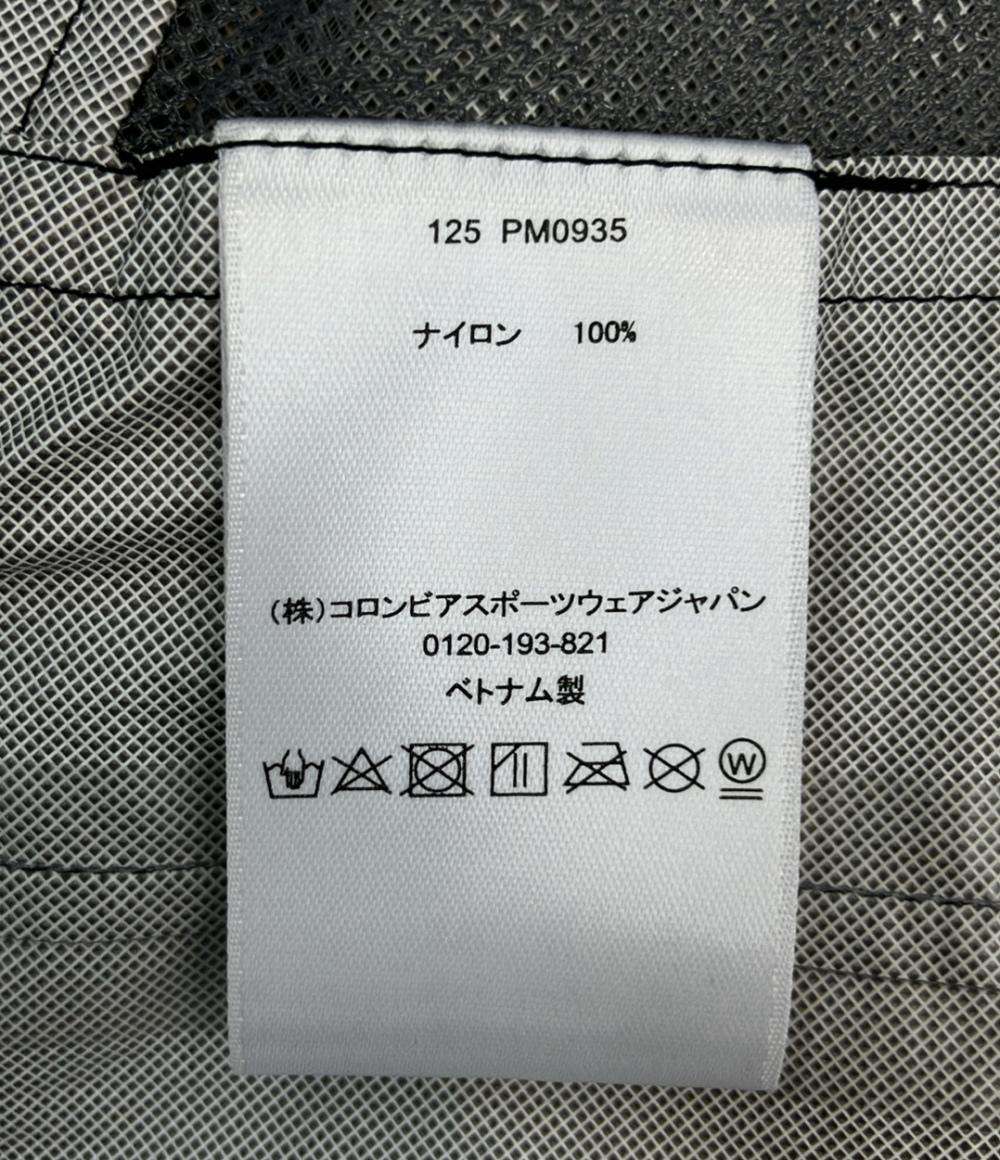 125 PM0935
ナイロン 100%
(株)コロンビアスポーツウェアジャパン
0120-193-821
ベトナム製
W